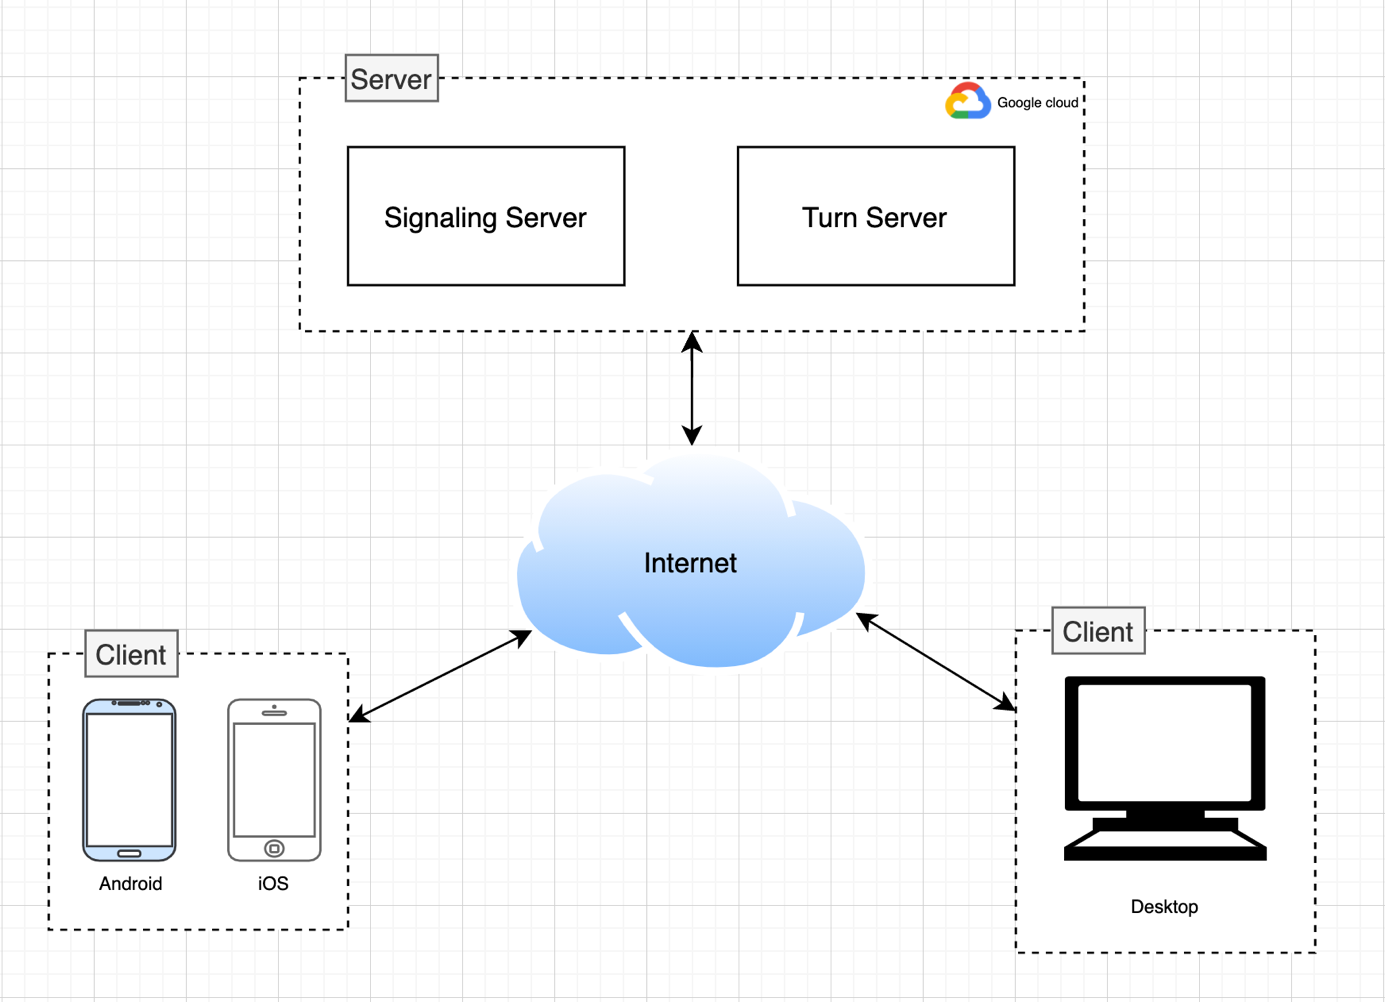 Server
Google cloud
Signaling Server
Turn Server
Internet
Client
Client
Android
iOS
Desktop